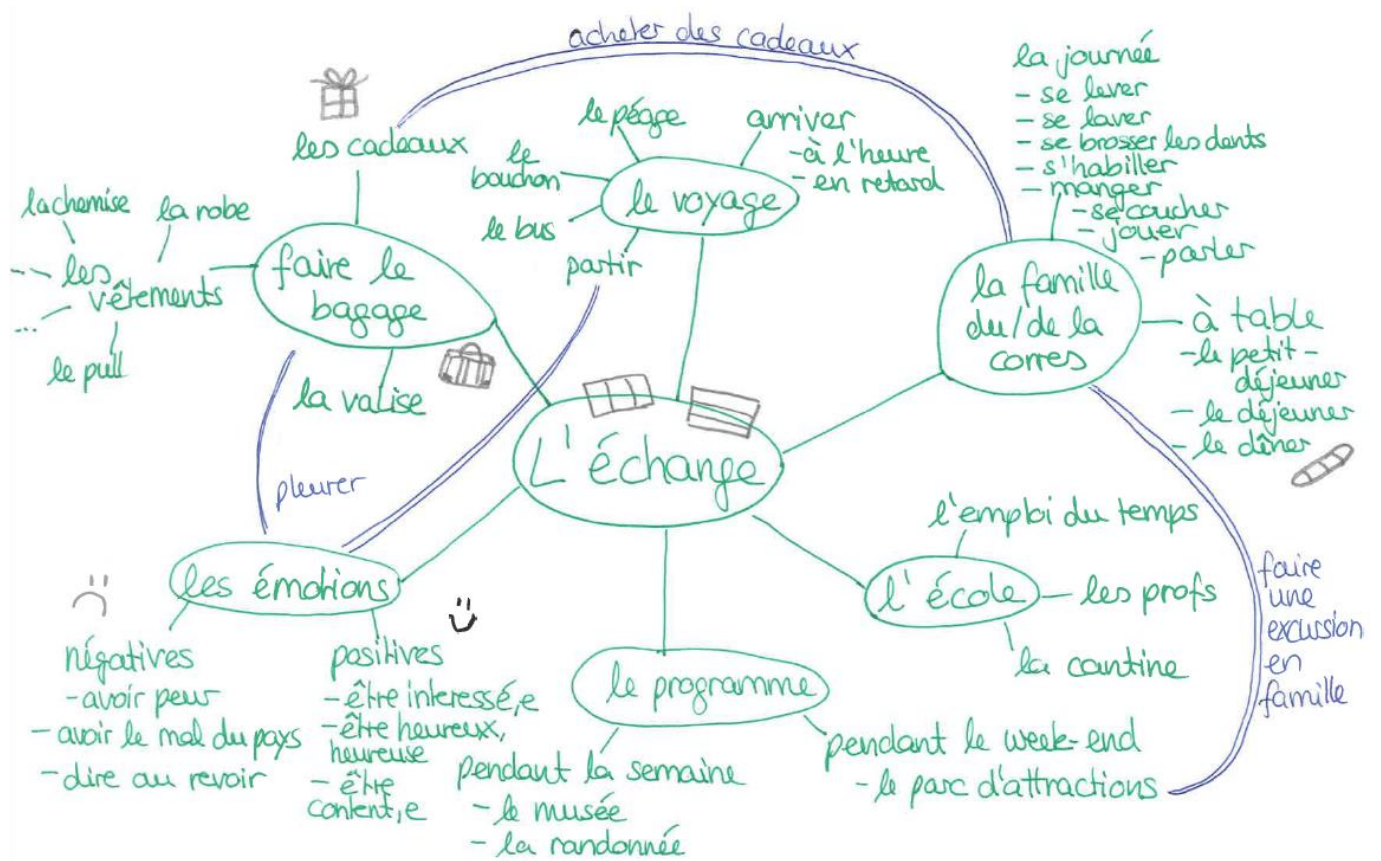 acheter des cadeaux
les cadeaux
la chemise
la robe
les
vêtements
le pull
faire le
bagage
la valise
le péage
le
bouchon
le bus
partir
arriver
-à l'heure
- en retard
le voyage
la journée
- se lever
- se laver
- se brosser les dents
- s'habiller
- manger
- se coucher
- jouer
- parler
la famille
du/de la
corres
à table
-le petit-
déjeuner
- le déjeuner
- le dîner
L'échange
pleurer
les émotions
négatives
-avoir peur
- avoir le mal du pays
- dire au revoir
positives
- être interessé,e
- être heureux,
heureuse
- être
content,e
le programme
pendant la semaine
- le musée
- la randonnée
pendant le week-end
- le parc d'attractions
l'école
l'emploi du temps
les profs
la cantine
faire
une
excussion
en
famille